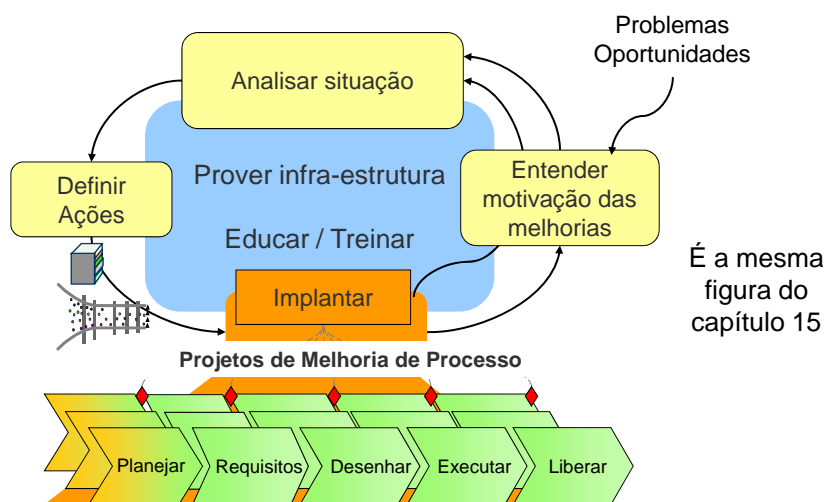 Problemas
Oportunidades
Analisar situação
Prover infra-estrutura
Entender
motivação das
melhorias
Definir
Ações
Educar / Treinar
É a mesma
figura do
capítulo 15
Implantar
Projetos de Melhoria de Processo
Planejar
Requisitos
Desenhar
Executar
Liberar